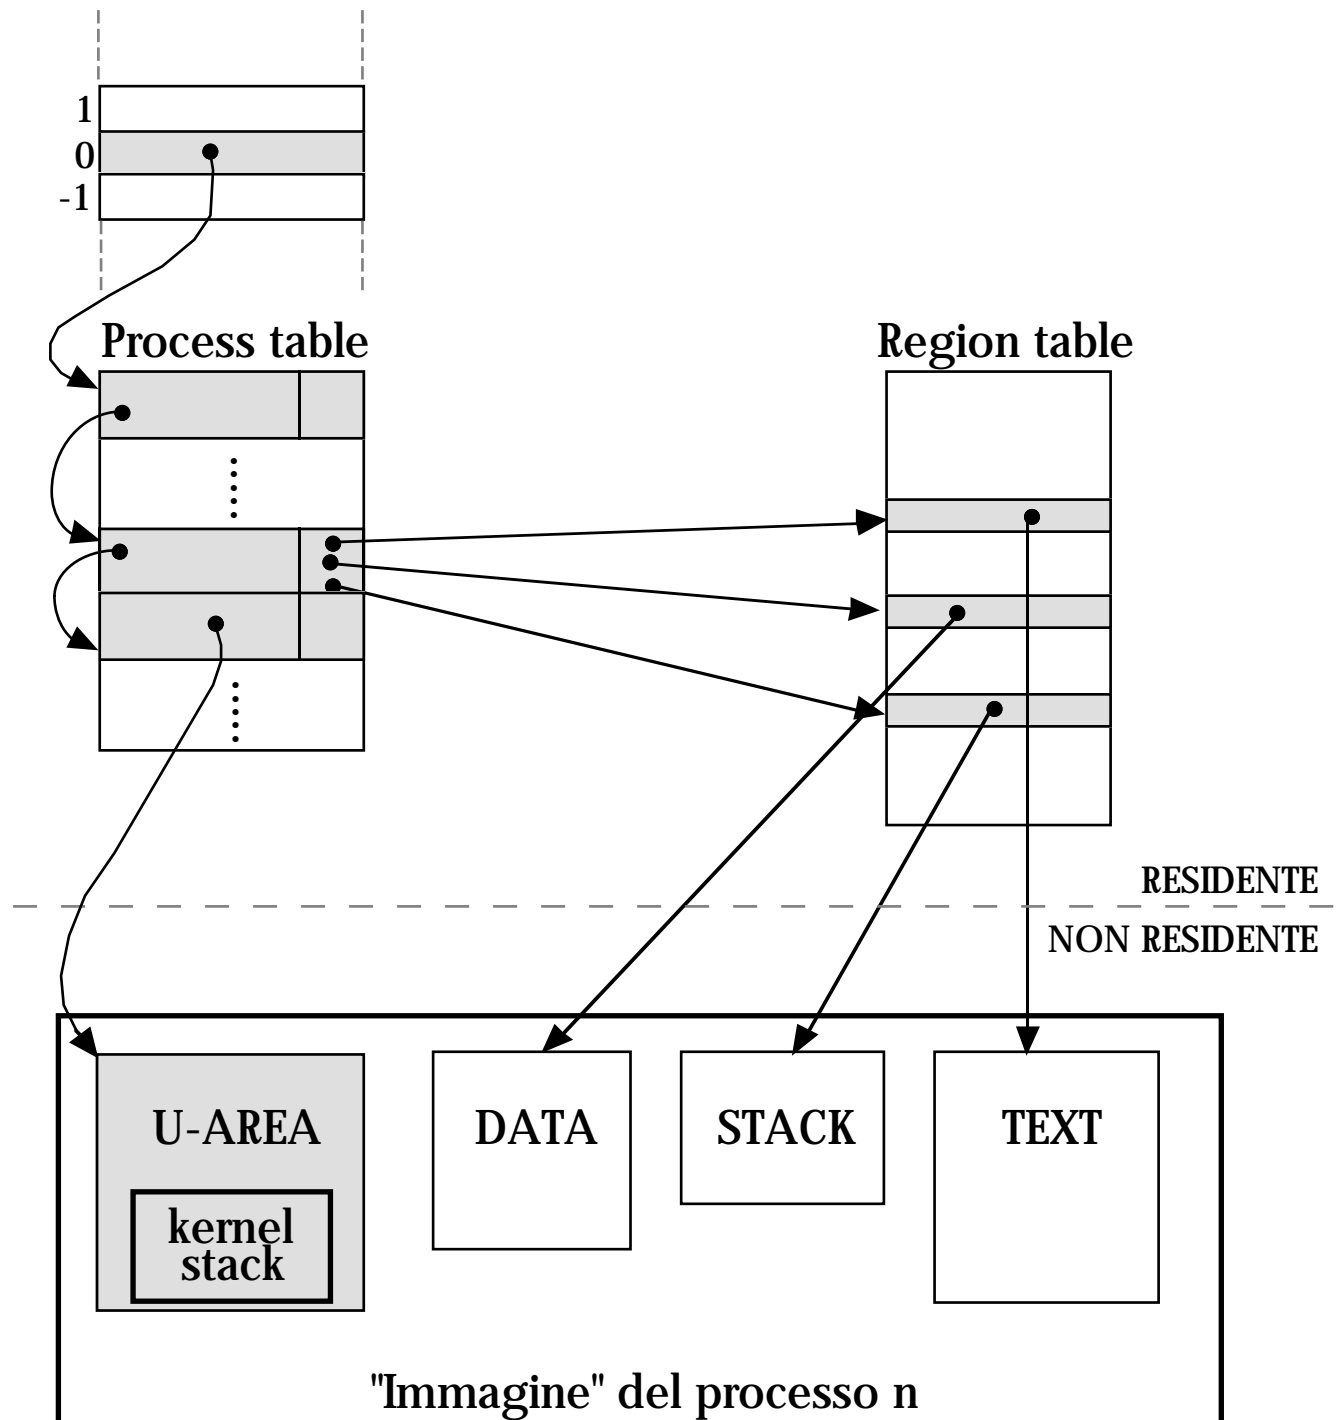 1
0
-1
Process table
Region table
RESIDENTE
NON RESIDENTE
U-AREA
DATA
STACK
TEXT
kernel
stack
"Immagine" del processo n